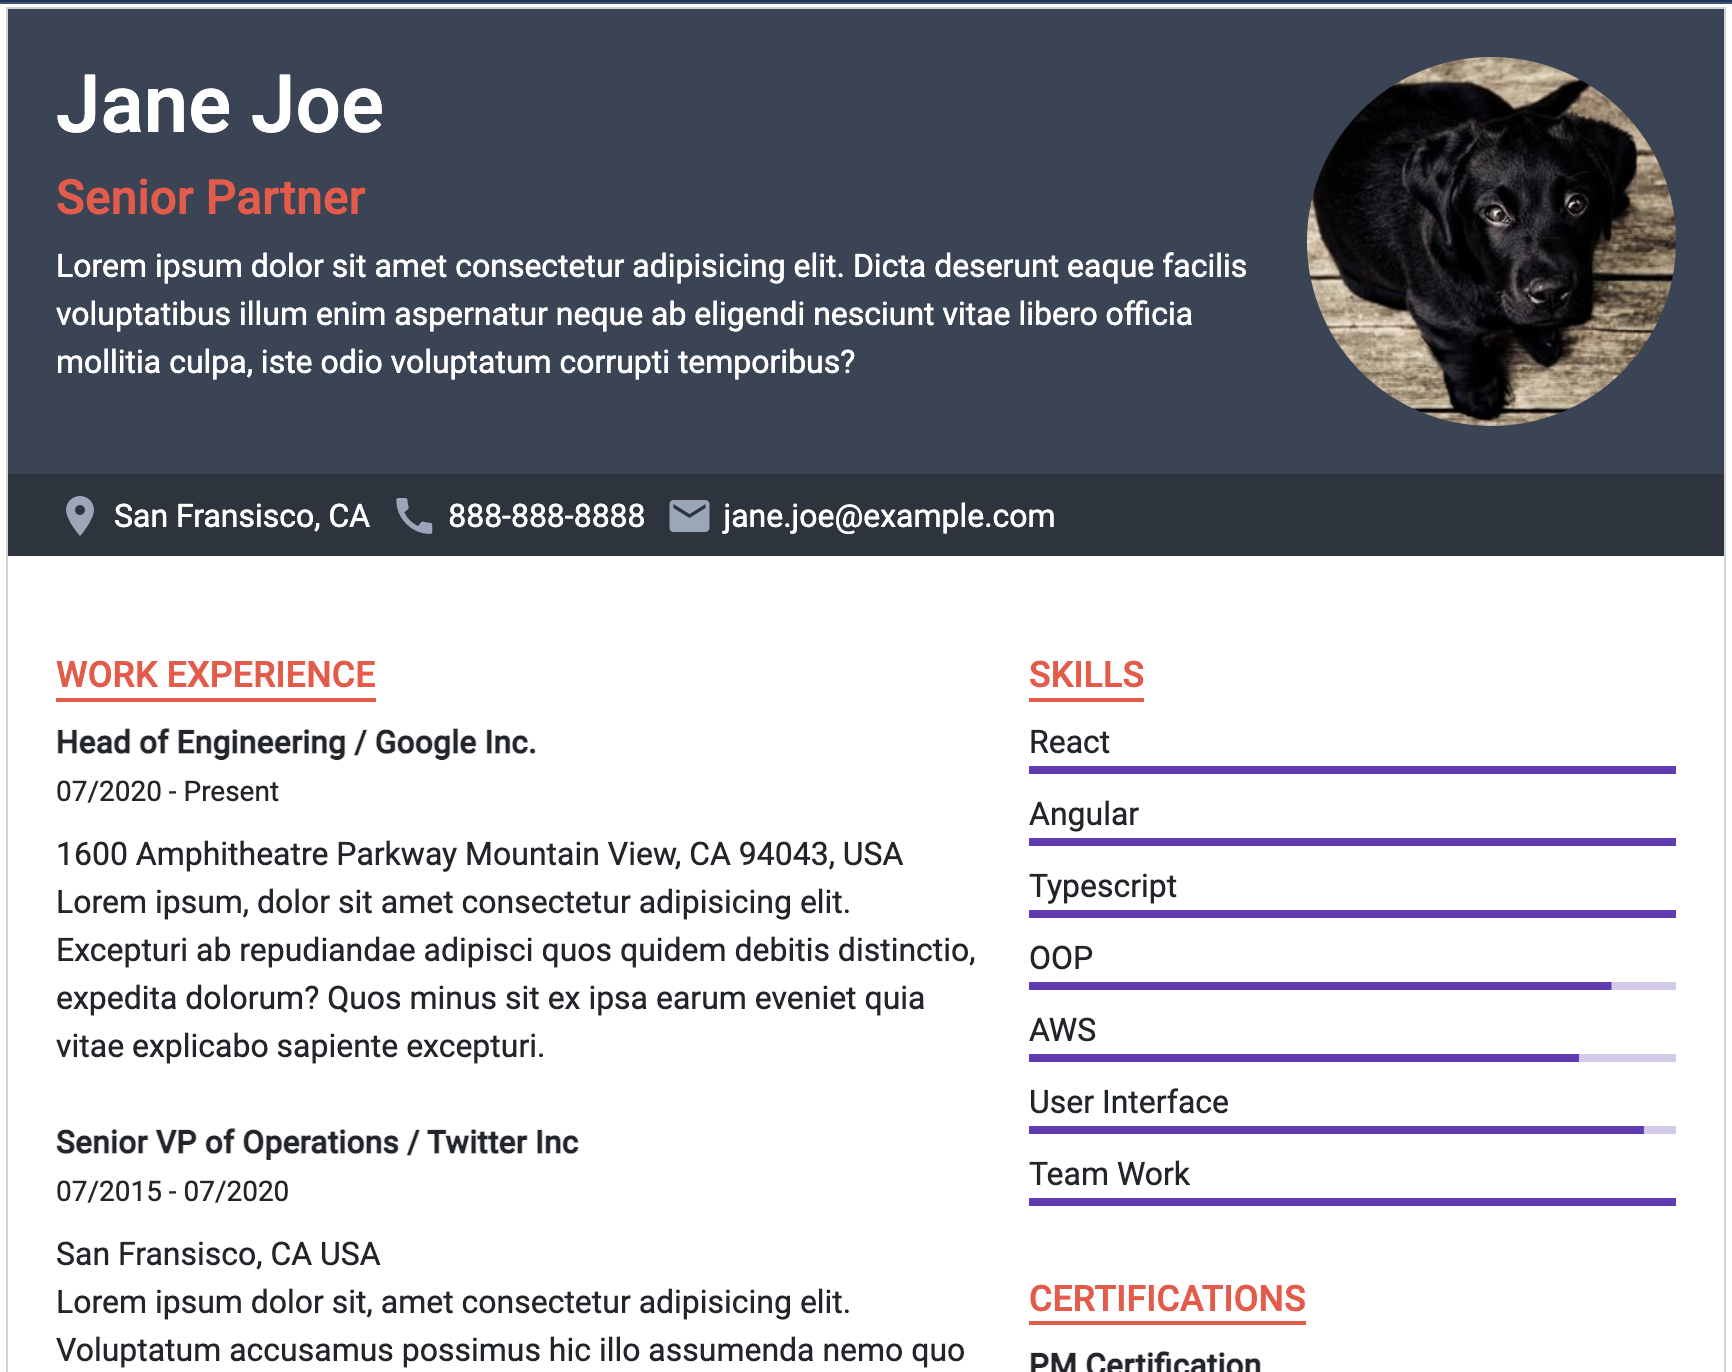 Jane Joe
Senior Partner
Lorem ipsum dolor sit amet consectetur adipisicing elit. Dicta deserunt eaque facilis
voluptatibus illum enim aspernatur neque ab eligendi nesciunt vitae libero officia
mollitia culpa, iste odio voluptatum corrupti temporibus?
San Fransisco, CA 888-888-8888 jane.joe@example.com
WORK EXPERIENCE
Head of Engineering / Google Inc.
07/2020 - Present
1600 Amphitheatre Parkway Mountain View, CA 94043, USA
Lorem ipsum, dolor sit amet consectetur adipisicing elit.
Excepturi ab repudiandae adipisci quos quidem debitis distinctio,
expedita dolorum? Quos minus sit ex ipsa earum eveniet quia
vitae explicabo sapiente excepturi.
Senior VP of Operations / Twitter Inc
07/2015 - 07/2020
San Fransisco, CA USA
Lorem ipsum dolor sit, amet consectetur adipisicing elit.
Voluptatum accusamus possimus hic illo assumenda nemo quo
SKILLS
React
Angular
Typescript
OOP
AWS
User Interface
Team Work
CERTIFICATIONS
PM Certification